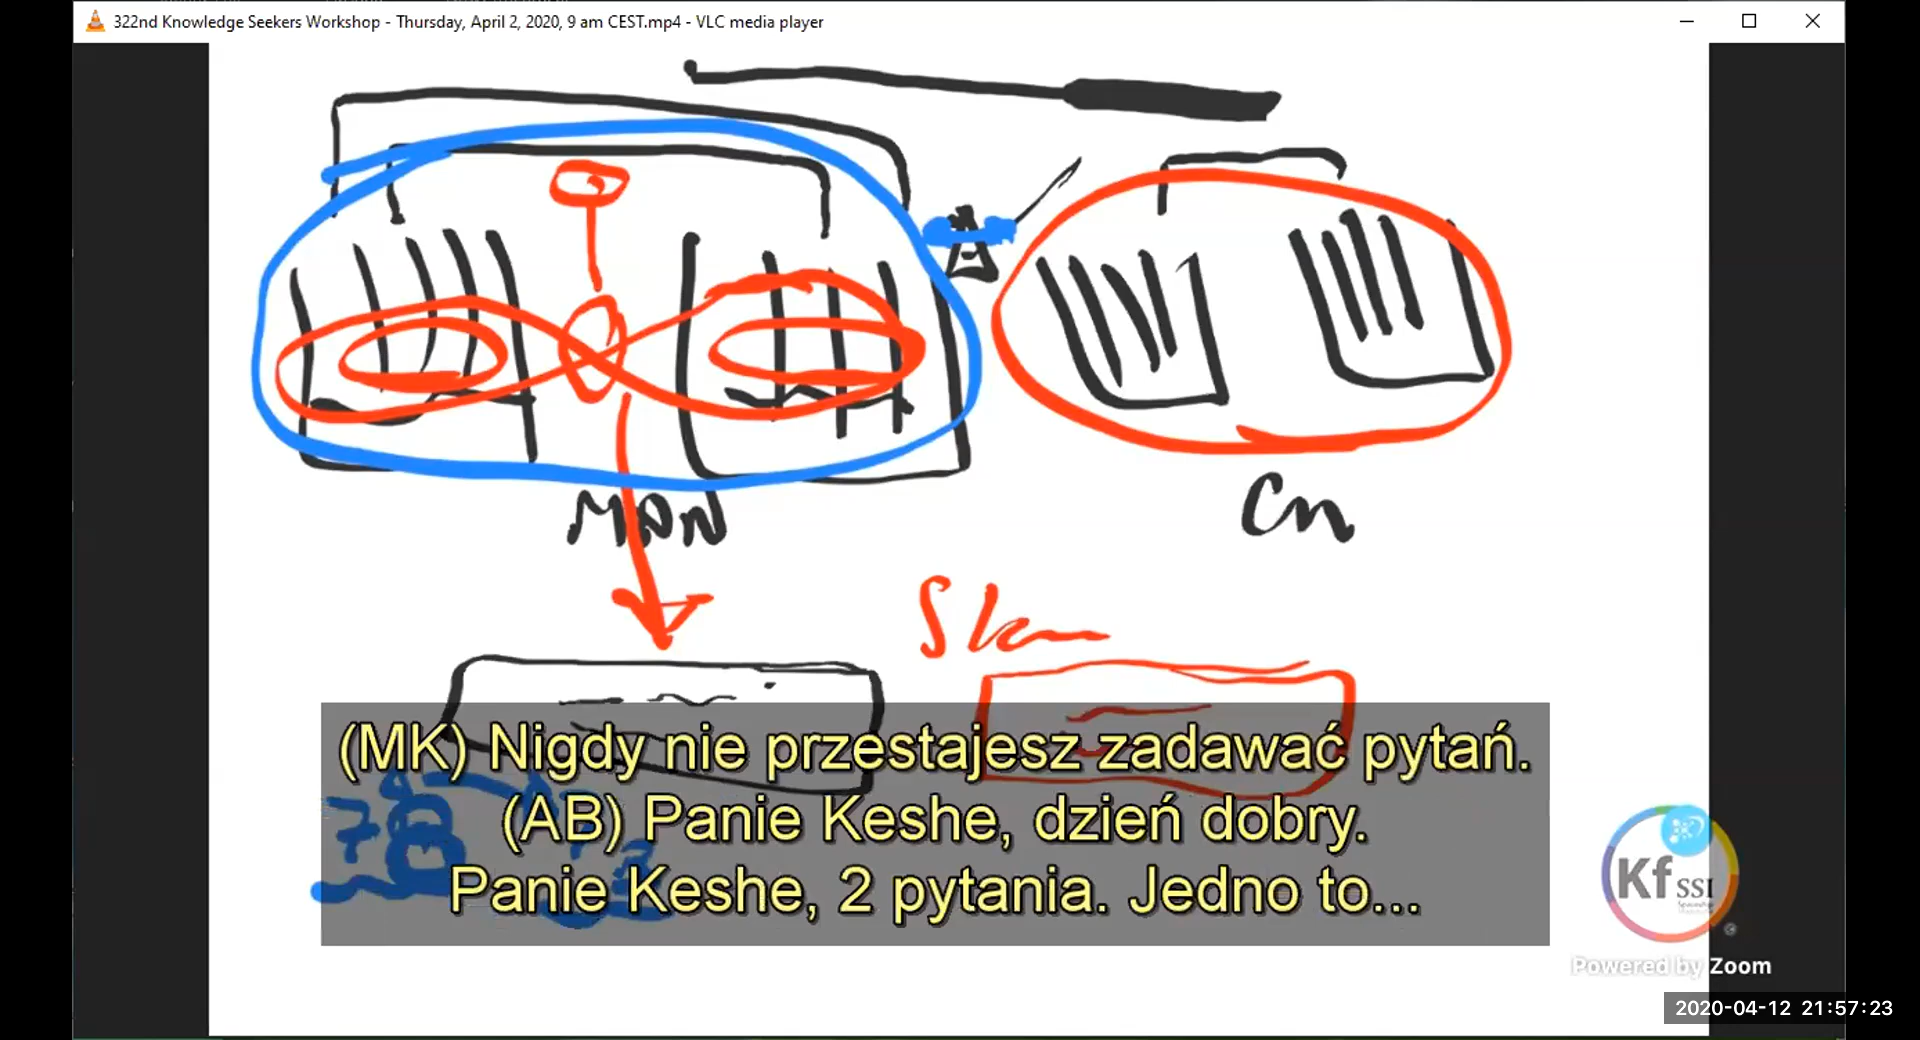 322nd Knowledge Seekers Workshop - Thursday, April 2, 2020, 9 am CEST.mp4 - VLC media player
Cn
(MK) Nigdy nie przestajesz zadawać pytań.
(AB) Panie Keshe, dzień dobry.
Panie Keshe, 2 pytania. Jedno to...
Kf SSI
Powered by Zoom
2020-04-12 21:57:23